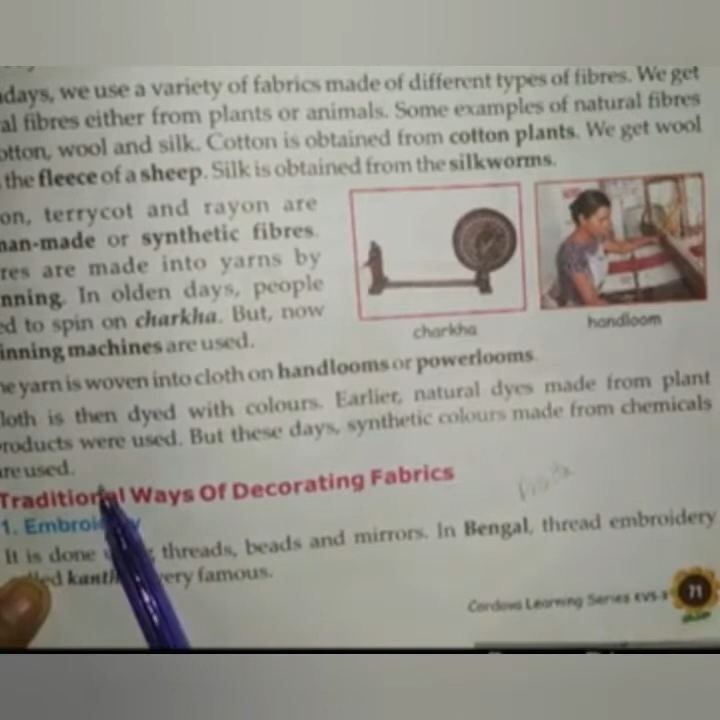 days, we use a variety of fabrics made of different types of fibres. We get
al fibres either from plants or animals. Some examples of natural fibres
otton, wool and silk. Cotton is obtained from cotton plants. We get wool
the fleece of a sheep. Silk is obtained from the silkworms.
on, terrycot and rayon are
man-made or synthetic fibres.
res are made into yarns by
nning. In olden days, people
ed to spin on charkha. But, now
inning machines are used.
charkha
handloom
he yarn is woven into cloth on handlooms or powerlooms.
loth is then dyed with colours. Earlier, natural dyes made from plant
roducts were used. But these days, synthetic colours made from chemicals
are used.
Traditional Ways Of Decorating Fabrics
1. Embroidery
It is done threads, beads and mirrors. In Bengal, thread embroidery
led kanth very famous.
Cordova Learning Series EVS-3
71